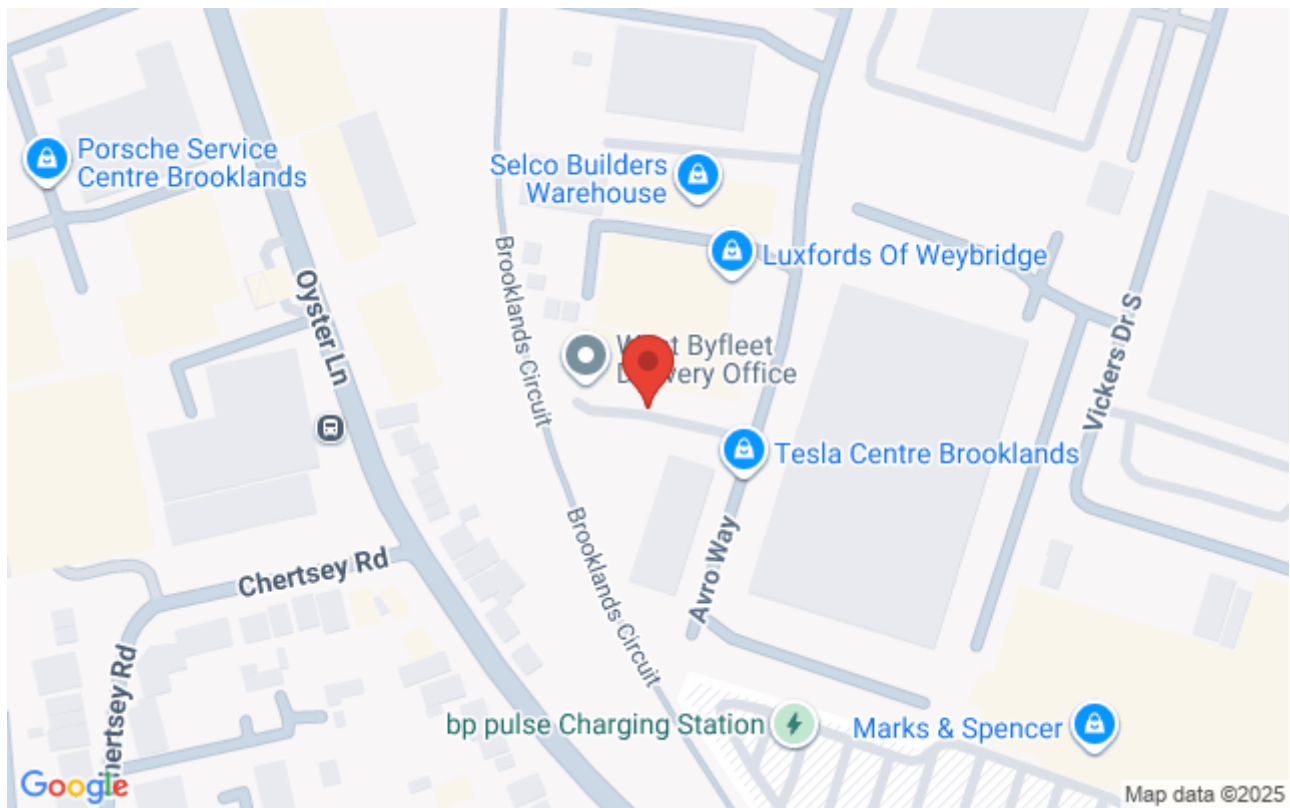 Porsche Service
Centre Brooklands
Selco Builders
Warehouse
Luxfords Of Weybridge
Brooklands Circuit
Oyster Ln
Vickers Dr S
Byfleet
Office
Tesla Centre Brooklands
Chertsey Rd
Brooklands Circuit
Avro Way
Chertsey Rd
bp pulse Charging Station
Marks & Spencer
Google
Map data ©2025